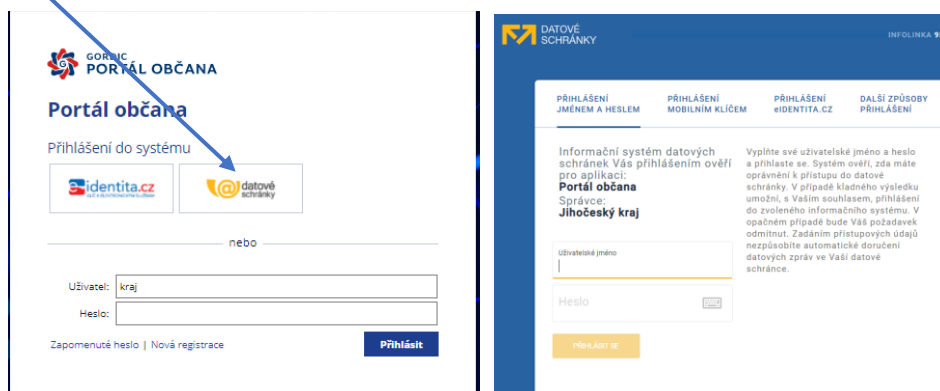 GORDIC
PORTÁL OBČANA
Portál občana
Přihlášení do systému
identita.cz
datové
schránky
nebo
Uživatel: kraj
Heslo:
Zapomenuté heslo | Nová registrace
Přihlásit
DATOVÉ
SCHRÁNKY
INFOLINKA
PŘIHLÁŠENÍ
JMÉNEM A HESLEM
PŘIHLÁŠENÍ
MOBILNÍM KLÍČEM
PŘIHLÁŠENÍ
eIDENTITA.CZ
DALŠÍ ZPŮSOBY
PŘIHLÁŠENÍ
Informační systém datových
schránek Vás přihlášením ověří
pro aplikaci:
Portál občana
Správce:
Jihočeský kraj
Uživatelské jméno
Heslo
PŘIHLÁSIT SE
Vyplňte své uživatelské jméno a heslo
a přihlaste se. Systém ověří, zda máte
oprávnění k přístupu do datové
schránky. V případě kladného výsledku
umožní, s Vaším souhlasem, přihlášení
do zvoleného informačního systému. V
opačném případě bude Váš požadavek
odmítnut. Zadáním přístupových údajů
nezpůsobíte automatické doručení
datových zpráv ve Vaší datové
schránce.